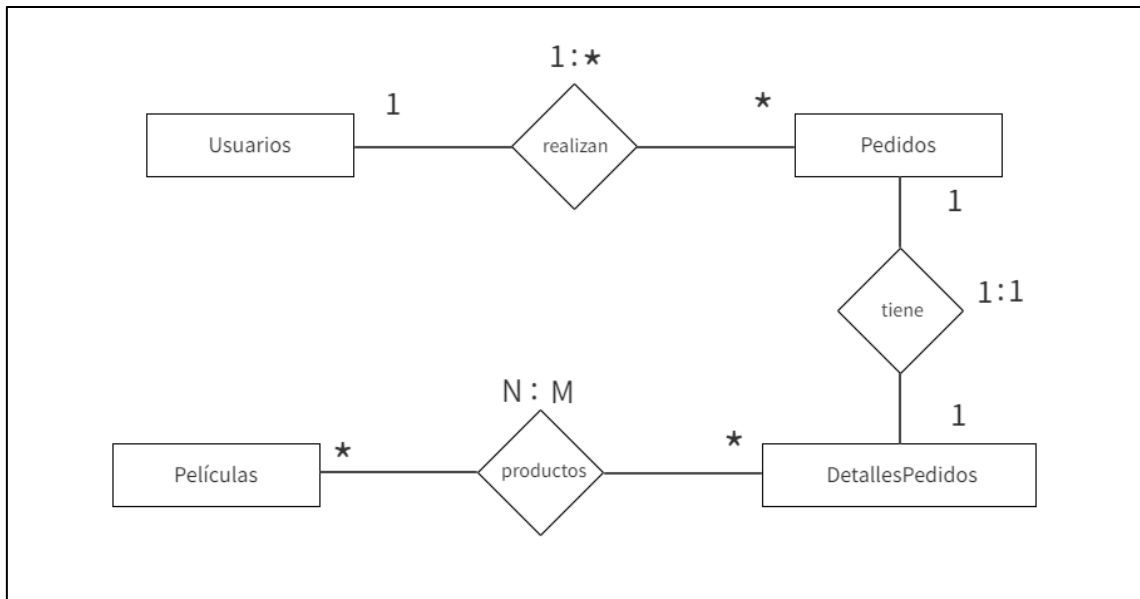 1:*
1
*
Usuarios
realizan
Pedidos
1
tiene
1:1
1
N : M
*
*
Películas
productos
DetallesPedidos